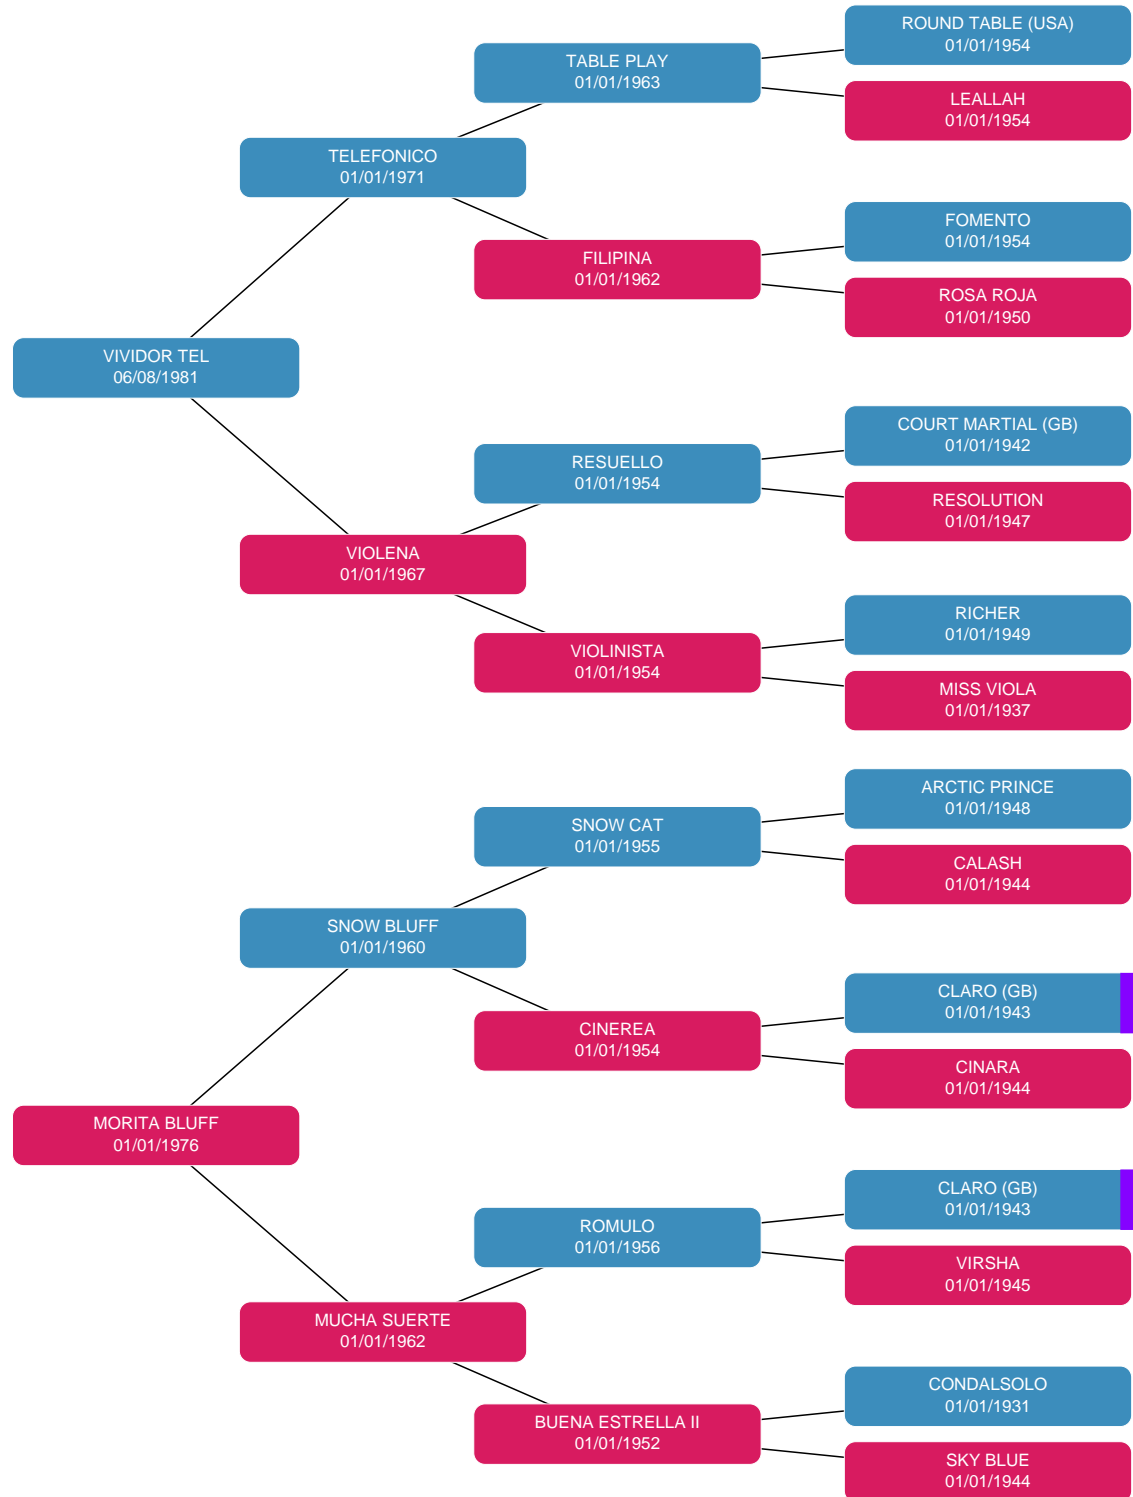 ROUND TABLE (USA)
01/01/1954
TABLE PLAY
01/01/1963
LEALLAH
01/01/1954
TELEFONICO
01/01/1971
FOMENTO
01/01/1954
FILIPINA
01/01/1962
ROSA ROJA
01/01/1950
VIVIDOR TEL
06/08/1981
COURT MARTIAL (GB)
01/01/1942
RESUELLO
01/01/1954
RESOLUTION
01/01/1947
VIOLENA
01/01/1967
RICHER
01/01/1949
VIOLINISTA
01/01/1954
MISS VIOLA
01/01/1937
ARCTIC PRINCE
01/01/1948
SNOW CAT
01/01/1955
CALASH
01/01/1944
SNOW BLUFF
01/01/1960
CLARO (GB)
01/01/1943
CINEREA
01/01/1954
CINARA
01/01/1944
MORITA BLUFF
01/01/1976
CLARO (GB)
01/01/1943
ROMULO
01/01/1956
VIRSHA
01/01/1945
MUCHA SUERTE
01/01/1962
CONDALSOLO
01/01/1931
BUENA ESTRELLA II
01/01/1952
SKY BLUE
01/01/1944